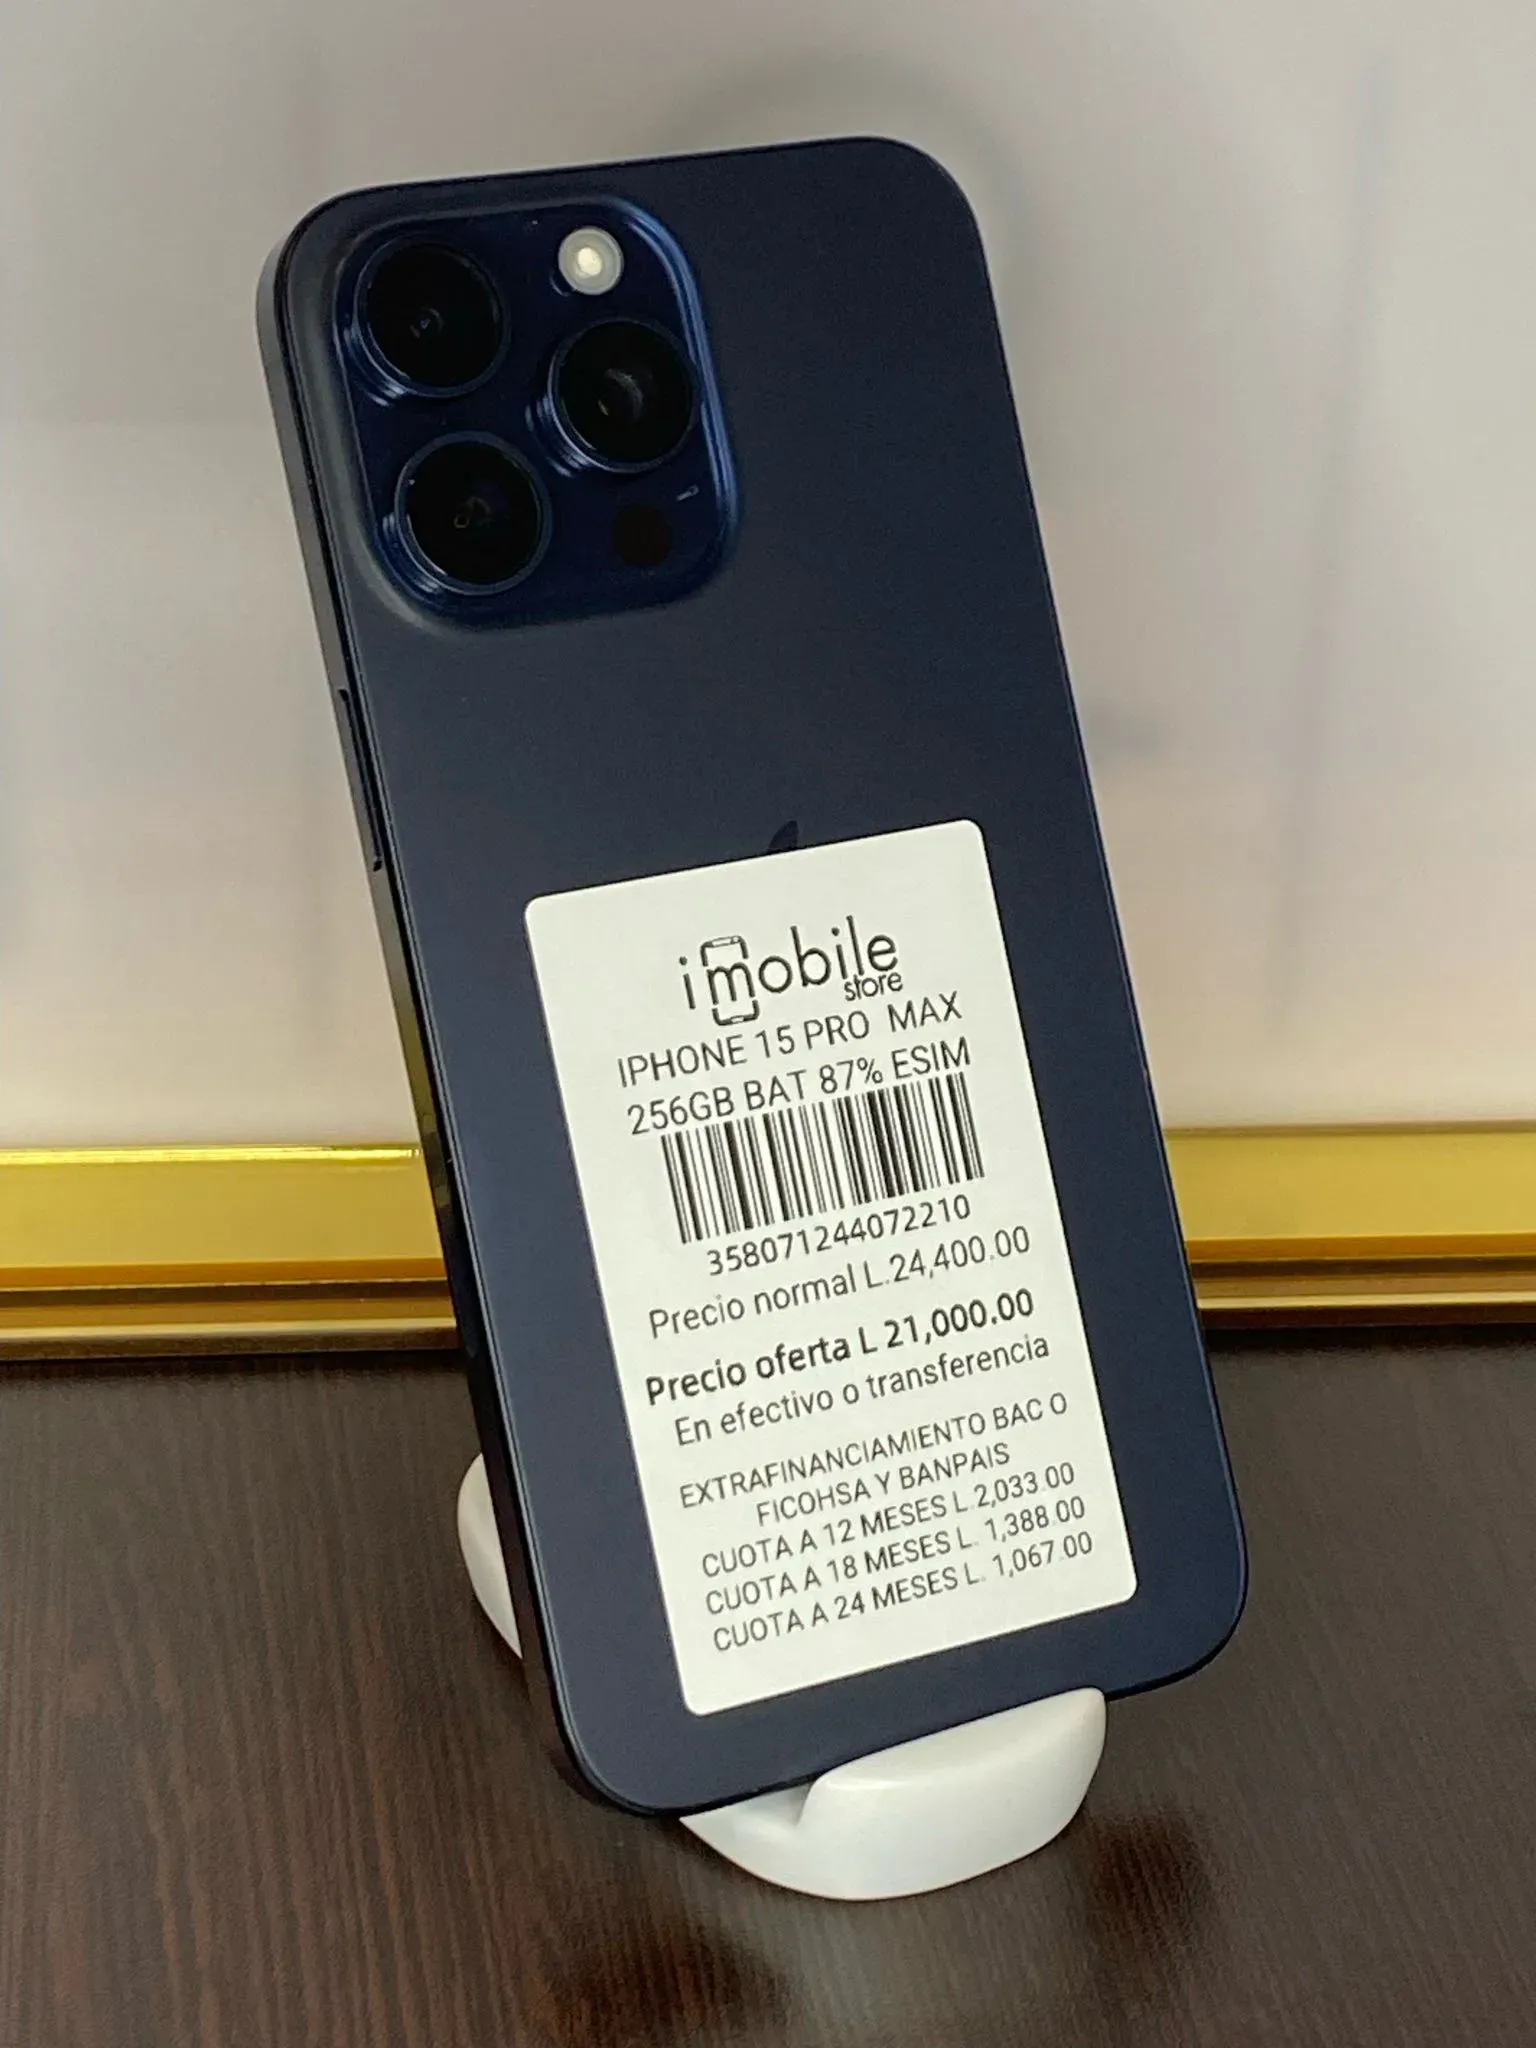 imobile
store
IPHONE 15 PRO MAX
256GB BAT 87% ESIM
358071244072210
Precio normal L.24,400.00
Precio oferta L 21,000.00
En efectivo o transferencia
EXTRAFINANCIAMIENTO BAC O
FICOHSA Y BANPAIS
CUOTA A 12 MESES L.2,033.00
CUOTA A 18 MESES L. 1,388.00
CUOTA A 24 MESES L. 1,067.00